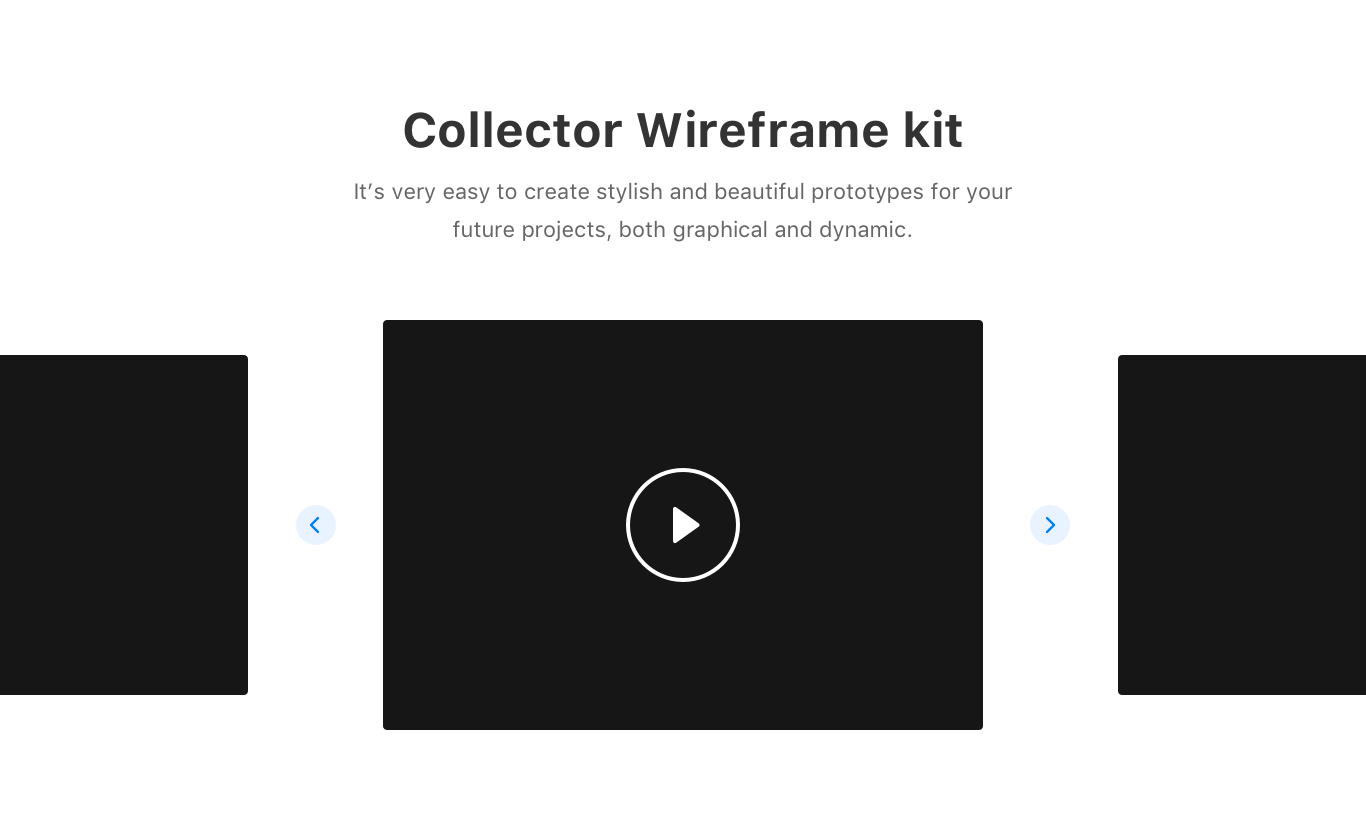 Collector Wireframe kit
It’s very easy to create stylish and beautiful prototypes for your
future projects, both graphical and dynamic.